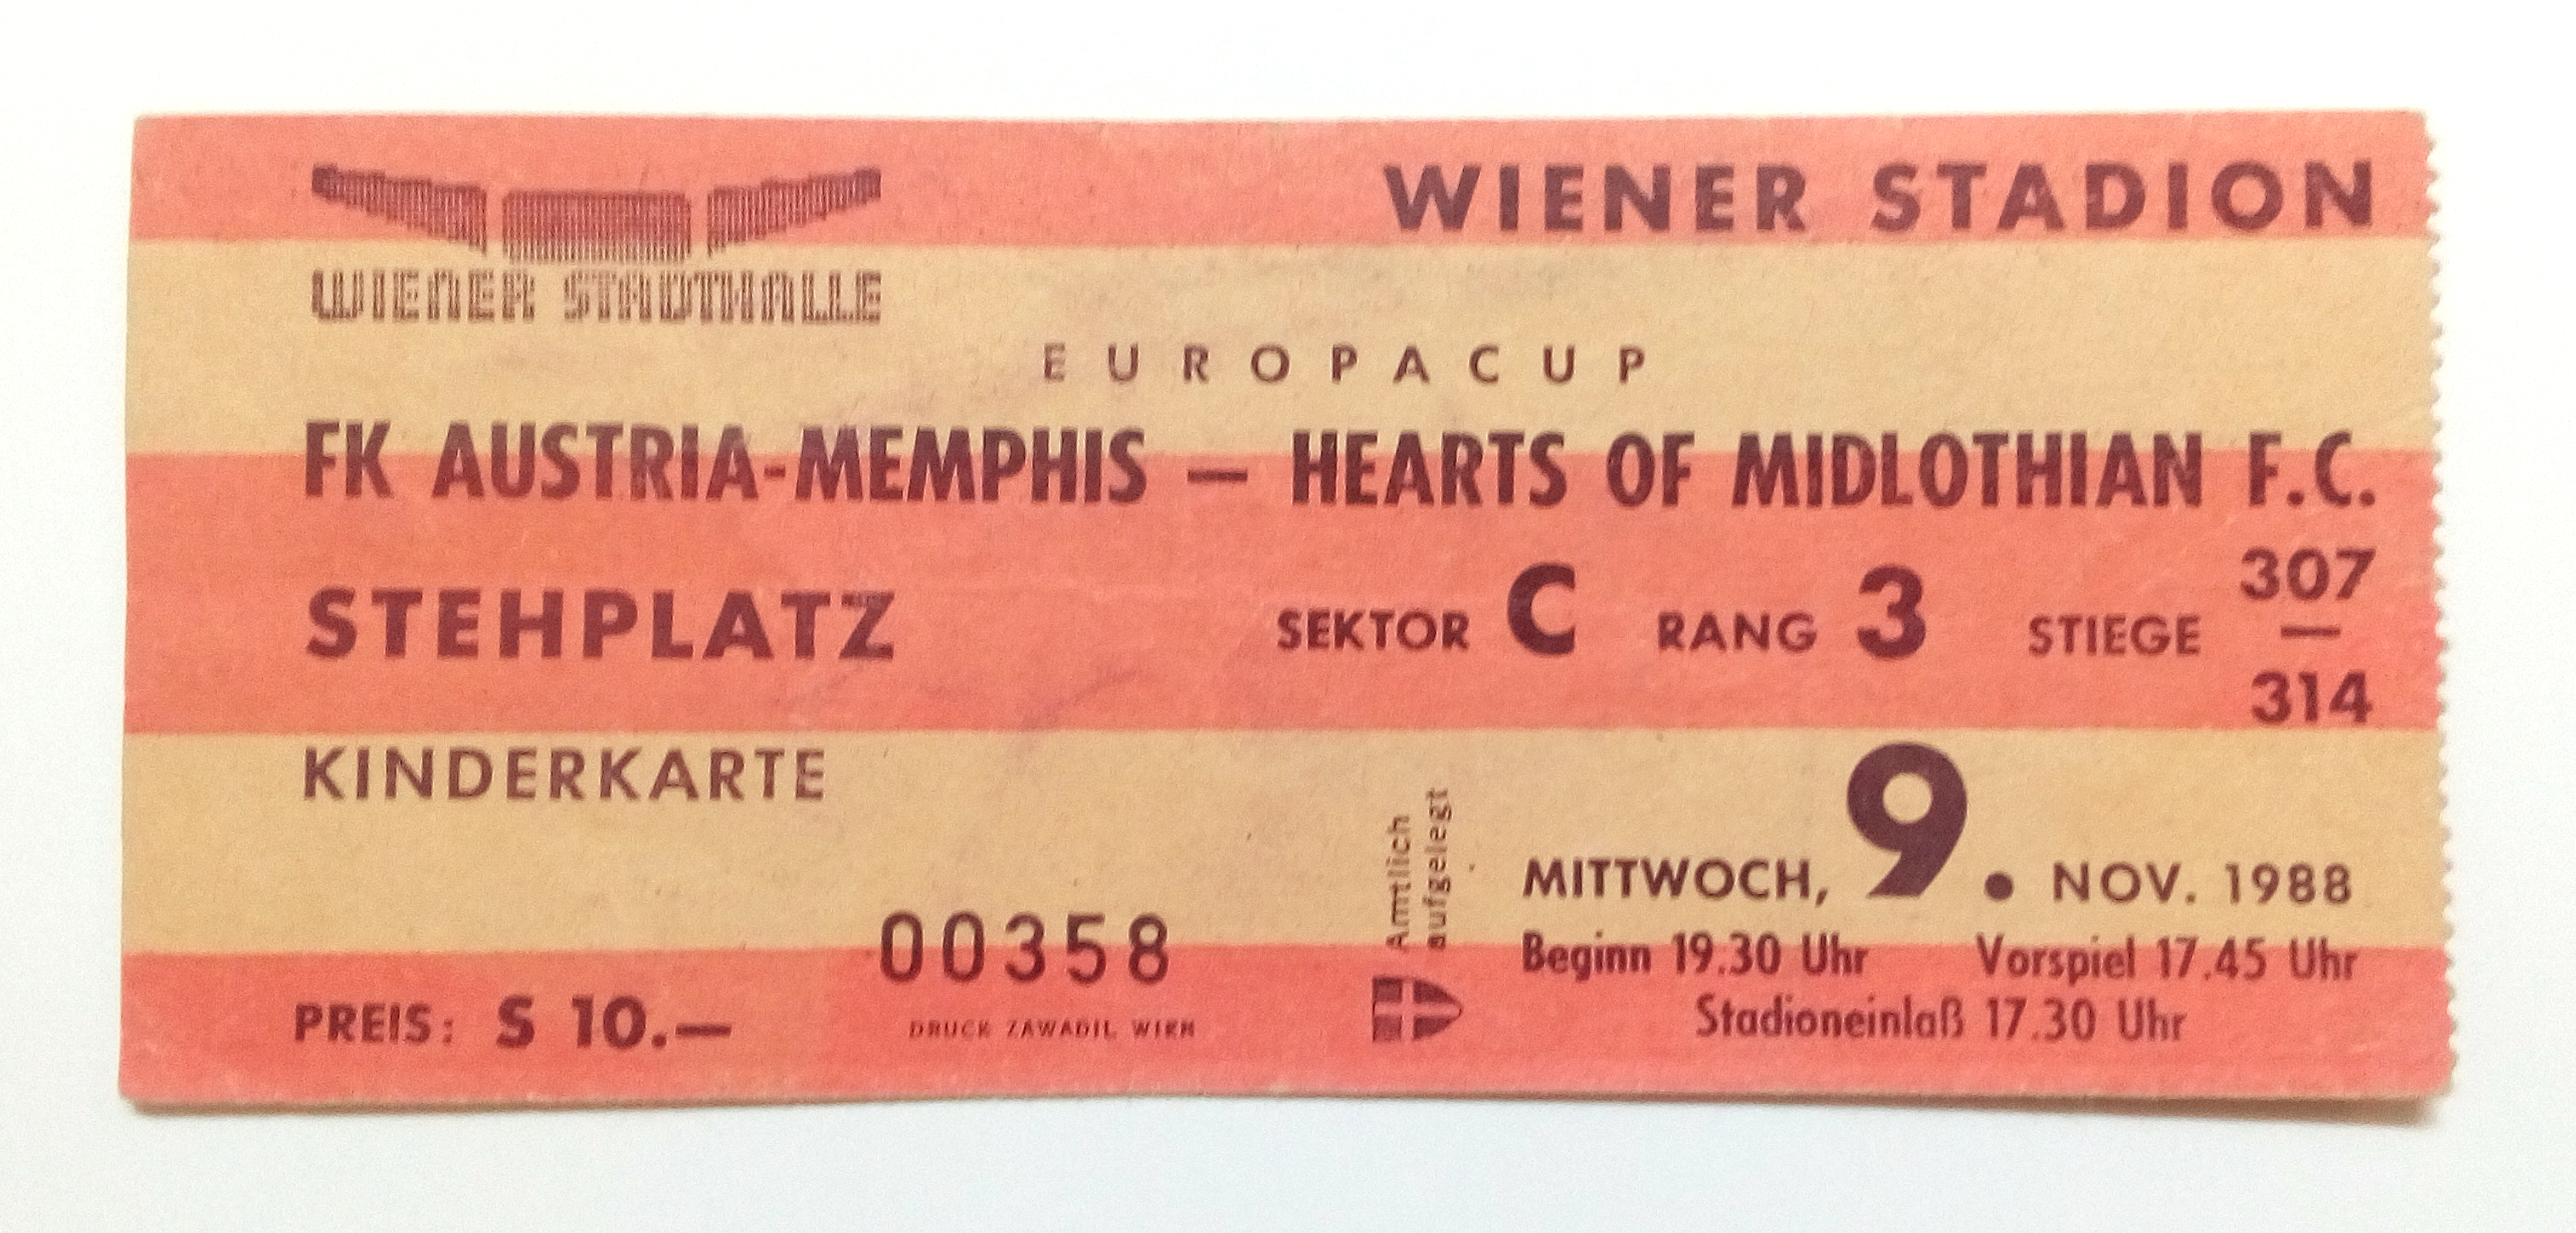 WIENER STADION
WIENER STADTHALLE
EUROPACUP
FK AUSTRIA-MEMPHIS — HEARTS OF MIDLOTHIAN F.C.
STEHPLATZ
SEKTOR C RANG 3 STIEGE 307 — 314
KINDERKARTE
Amtlich
aufgelegt
MITTWOCH, 9. NOV. 1988
Beginn 19.30 Uhr Vorspiel 17.45 Uhr
Stadioneinlaß 17.30 Uhr
00358
PREIS: S 10.—
DRUCK ZAWADIL WIEN